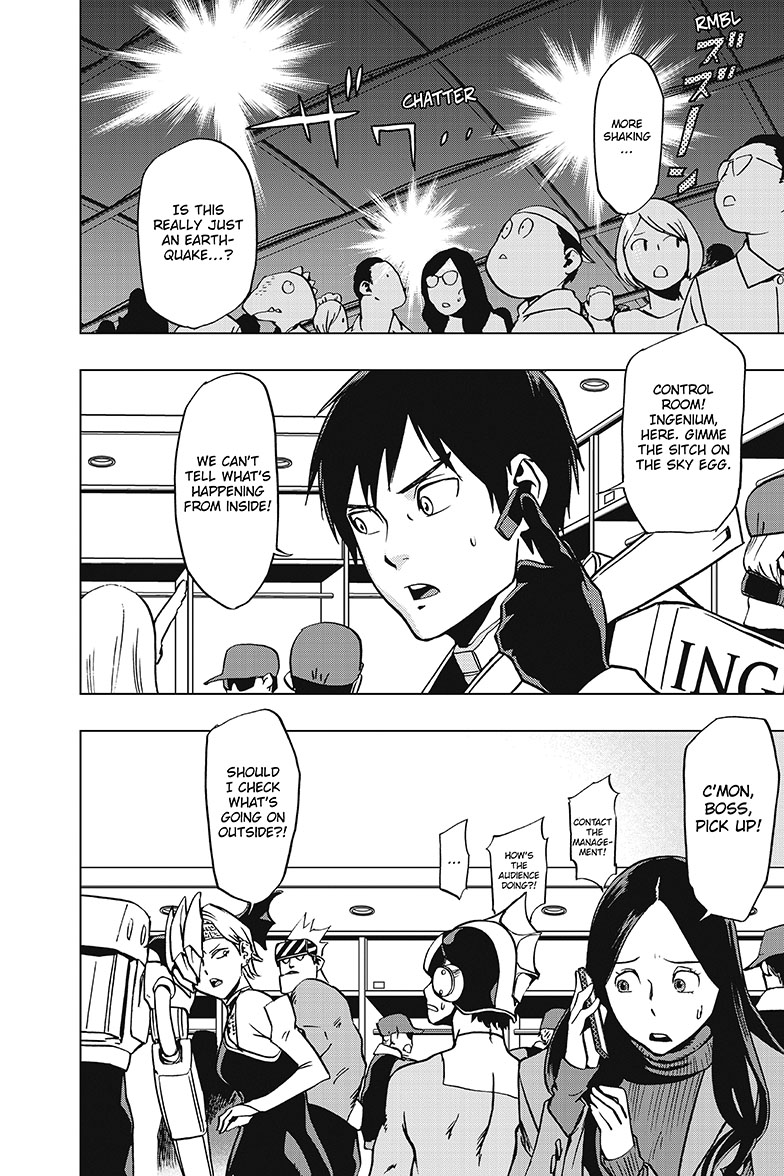 RMBL
ズズズン
MORE
SHAKING
...
CHATTER
ザワ...
IS THIS
REALLY JUST
AN EARTH-
QUAKE...?
CONTROL
ROOM!
INGENIUM,
HERE. GIMME
THE SITCH ON
THE SKY EGG.
WE CAN'T
TELL WHAT'S
HAPPENING
FROM INSIDE!
ING
C'MON,
BOSS,
PICK UP!
CONTACT
THE
MANAGE-
MENT!
HOW'S
THE
AUDIENCE
DOING?!
...
SHOULD
I CHECK
WHAT'S
GOING ON
OUTSIDE?!